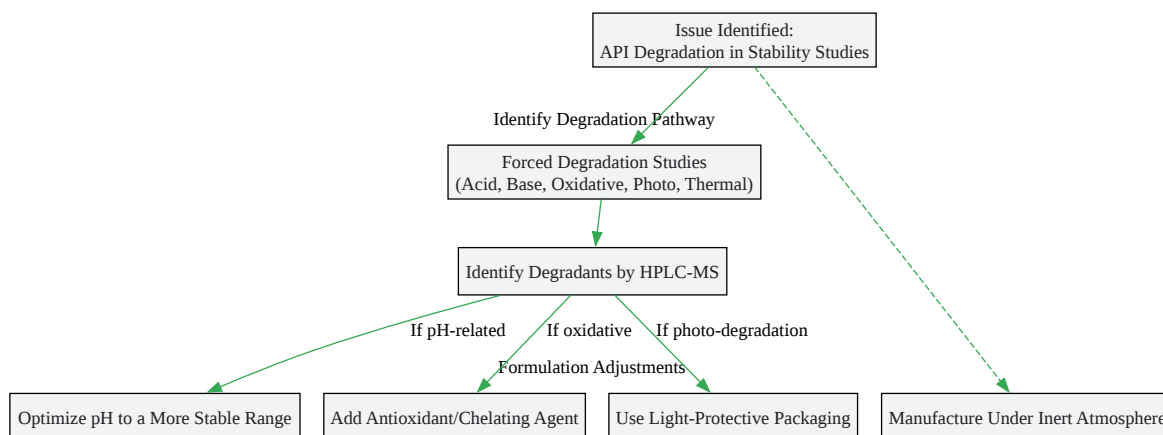 Issue Identified:
API Degradation in Stability Studies
Identify Degradation Pathway
Forced Degradation Studies
(Acid, Base, Oxidative, Photo, Thermal)
Identify Degradants by HPLC-MS
If pH-related
If oxidative
If photo-degradation
Formulation Adjustments
Optimize pH to a More Stable Range
Add Antioxidant/Chelating Agent
Use Light-Protective Packaging
Manufacture Under Inert Atmosphere